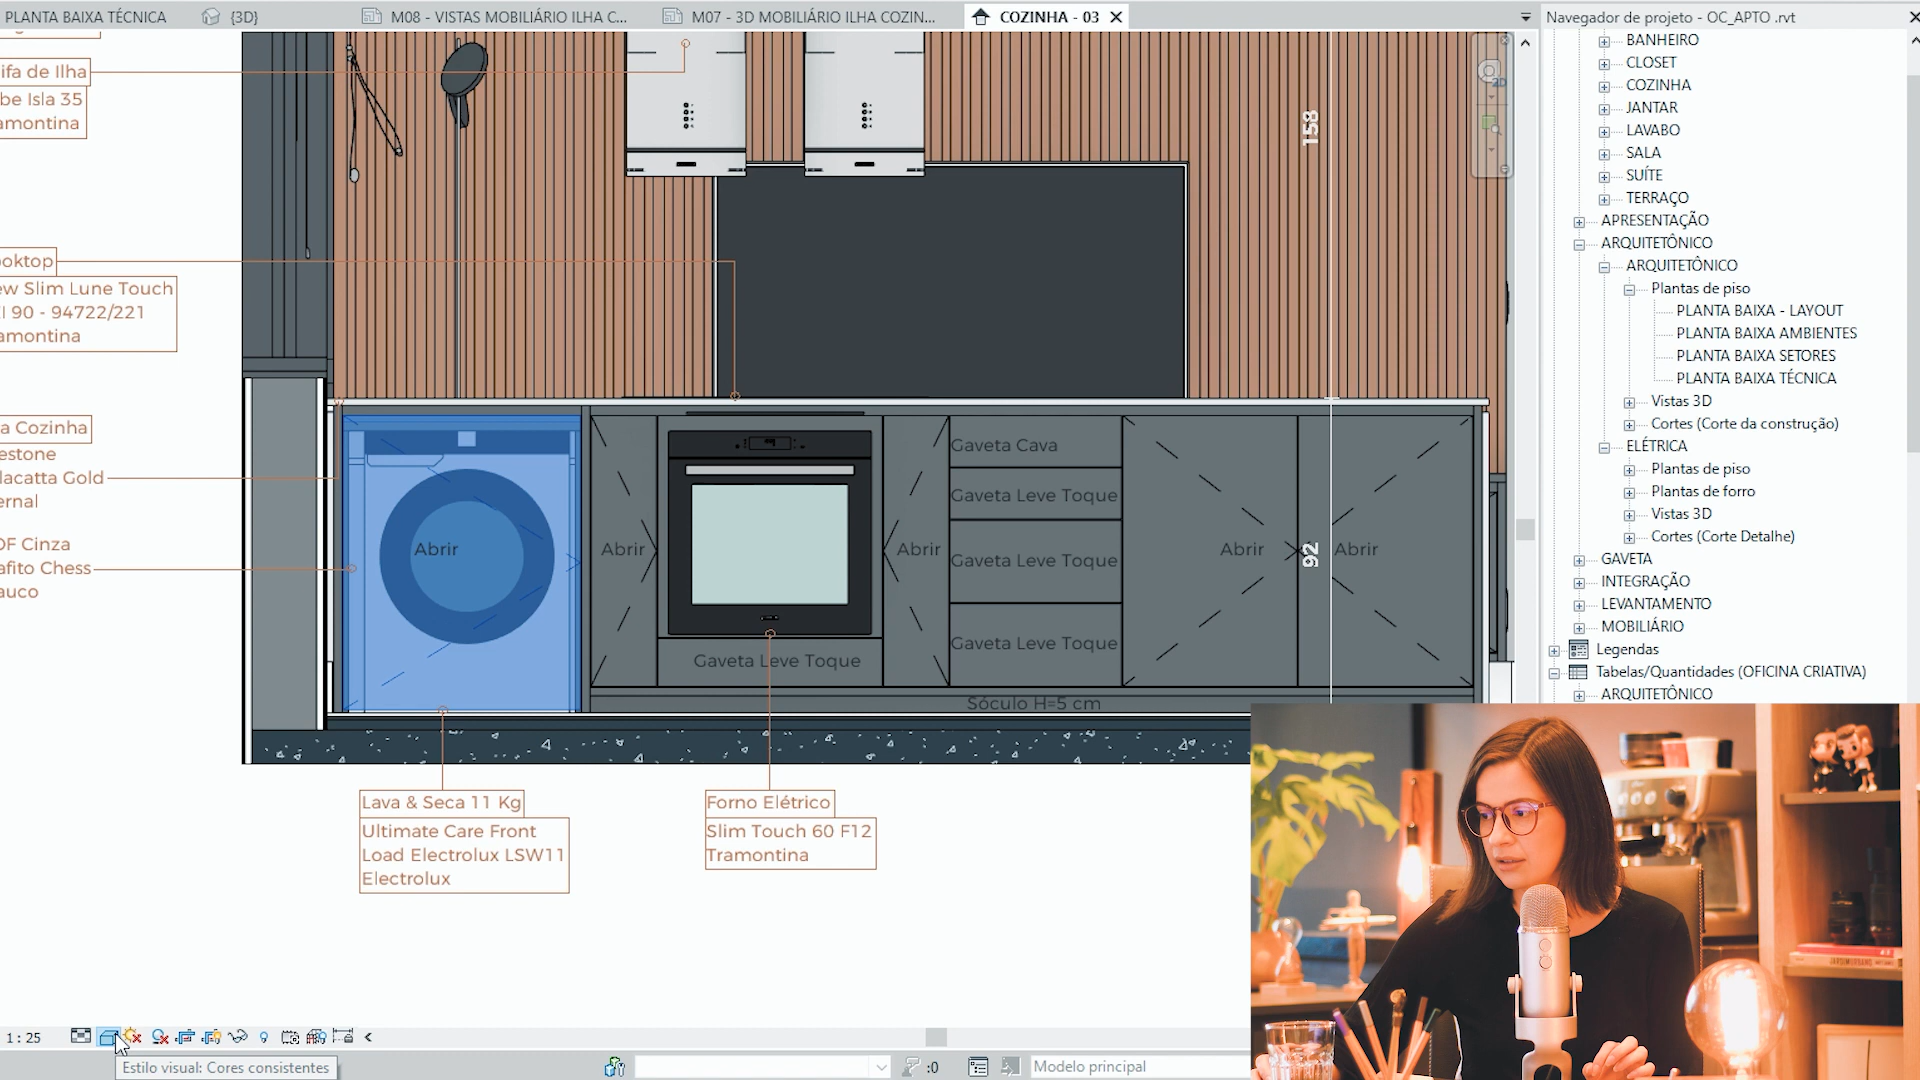 PLANTA BAIXA TÉCNICA
{3D}
M08 - VISTAS MOBILIÁRIO ILHA C...
M07 - 3D MOBILIÁRIO ILHA COZIN...
COZINHA - 03
Navegador de projeto - OC_APTO .rvt
ifa de Ilha
be Isla 35
amontina
ooktop
ew Slim Lune Touch
I 90 - 94722/221
amontina
a Cozinha
estone
lacatta Gold
ernal
DF Cinza
afito Chess
auco
158
92
Abrir
Abrir
Abrir
Gaveta Cava
Gaveta Leve Toque
Gaveta Leve Toque
Gaveta Leve Toque
Abrir
Abrir
Gaveta Leve Toque
Sóculo H=5 cm
Lava & Seca 11 Kg
Ultimate Care Front
Load Electrolux LSW11
Electrolux
Forno Elétrico
Slim Touch 60 F12
Tramontina
BANHEIRO
CLOSET
COZINHA
JANTAR
LAVABO
SALA
SUÍTE
TERRAÇO
APRESENTAÇÃO
ARQUITETÔNICO
ARQUITETÔNICO
Plantas de piso
PLANTA BAIXA - LAYOUT
PLANTA BAIXA AMBIENTES
PLANTA BAIXA SETORES
PLANTA BAIXA TÉCNICA
Vistas 3D
Cortes (Corte da construção)
ELÉTRICA
Plantas de piso
Plantas de forro
Vistas 3D
Cortes (Corte Detalhe)
GAVETA
INTEGRAÇÃO
LEVANTAMENTO
MOBILIÁRIO
Legendas
Tabelas/Quantidades (OFICINA CRIATIVA)
ARQUITETÔNICO
1 : 25
Estilo visual: Cores consistentes
:0
Modelo principal